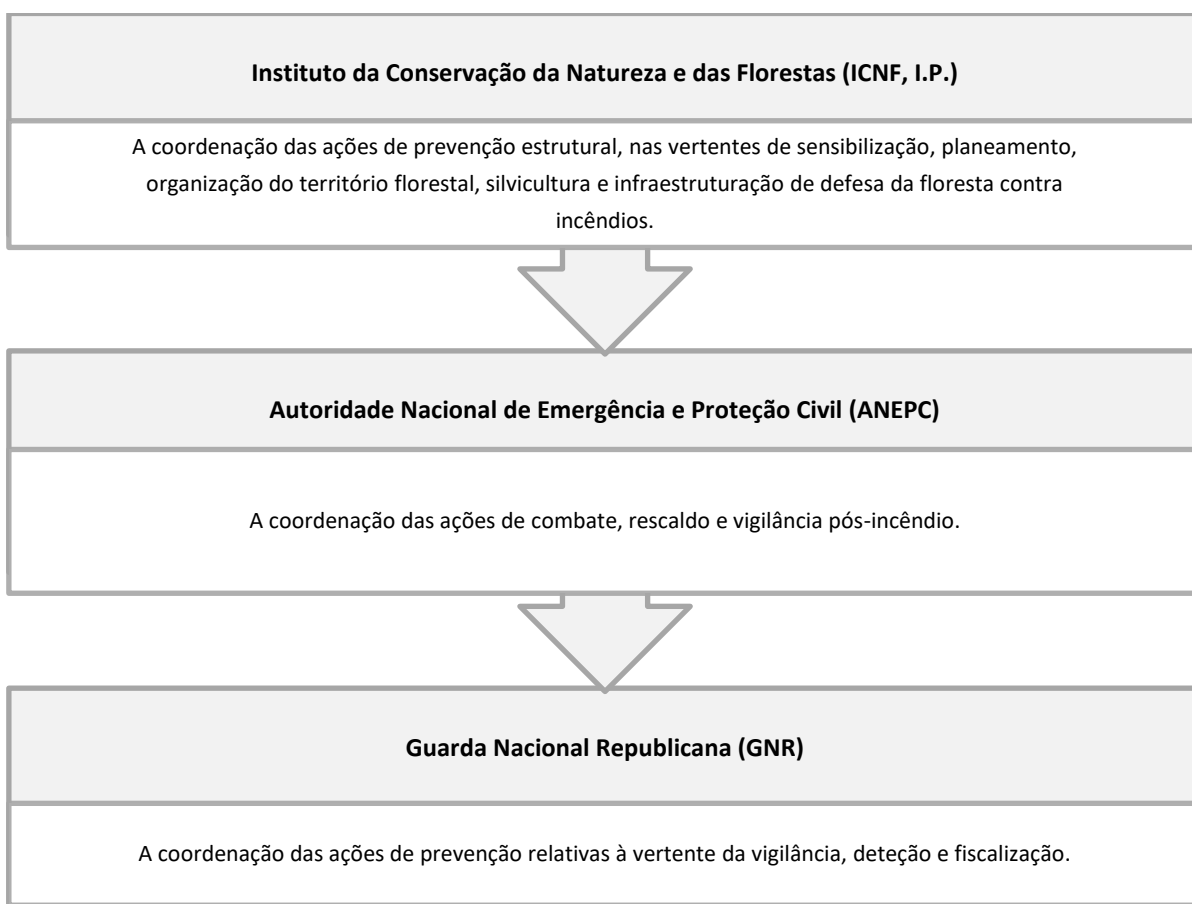 Instituto da Conservação da Natureza e das Florestas (ICNF, I.P.)
A coordenação das ações de prevenção estrutural, nas vertentes de sensibilização, planeamento,
organização do território florestal, silvicultura e infraestruturação de defesa da floresta contra
incêndios.
Autoridade Nacional de Emergência e Proteção Civil (ANEPC)
A coordenação das ações de combate, rescaldo e vigilância pós-incêndio.
Guarda Nacional Republicana (GNR)
A coordenação das ações de prevenção relativas à vertente da vigilância, deteção e fiscalização.